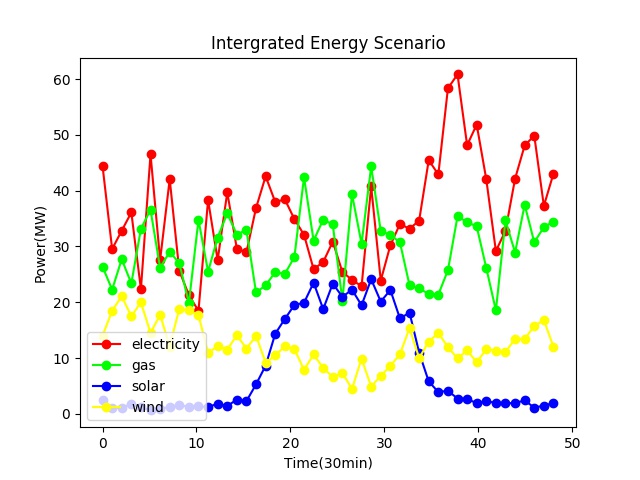 Intergrated Energy Scenario
Power(MW)
60
50
40
30
20
10
0
electricity
gas
solar
wind
0 10 20 30 40 50
Time(30min)